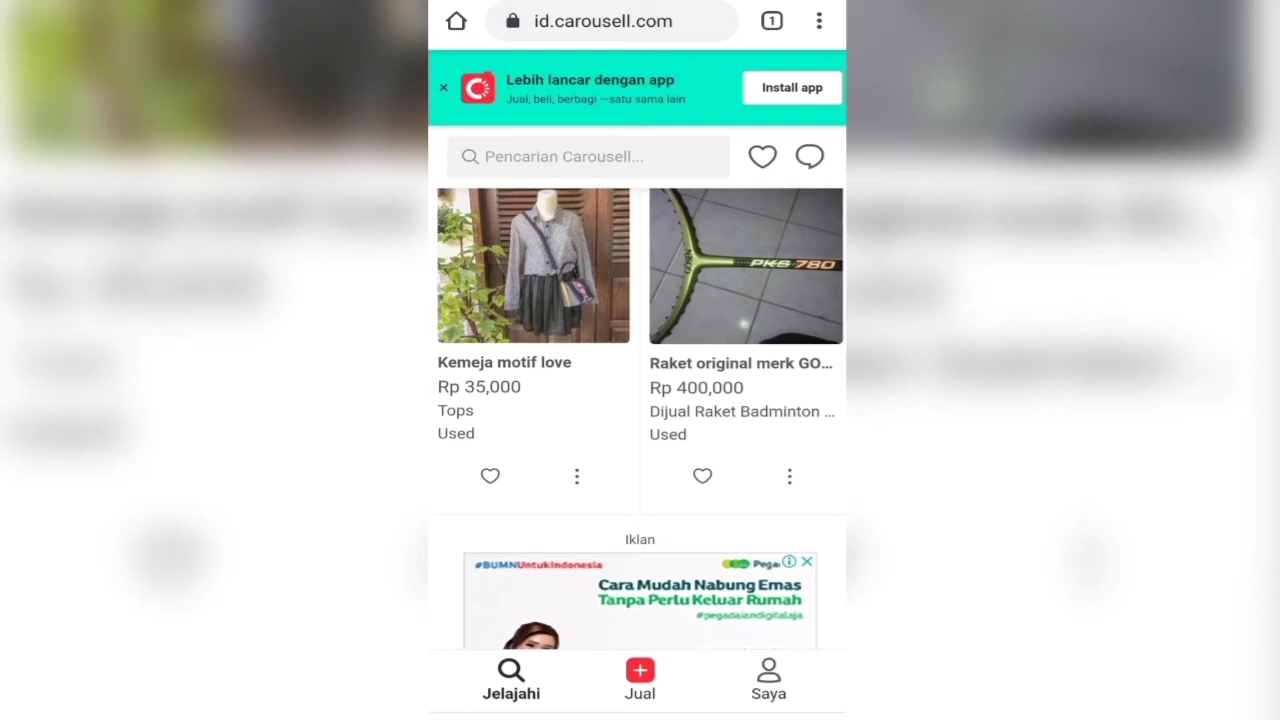 id.carousell.com
1
Lebih lancar dengan app
Jual, beli, berbagi —satu sama lain
Install app
Pencarian Carousell...
GOSEN
PKS 780
Kemeja motif love
Rp 35,000
Tops
Used
Raket original merk GO...
Rp 400,000
Dijual Raket Badminton ...
Used
Iklan
#BUMNUntukIndonesia
Pega
Cara Mudah Nabung Emas
Tanpa Perlu Keluar Rumah
#pegadaiandigitalaja
Jelajahi
Jual
Saya